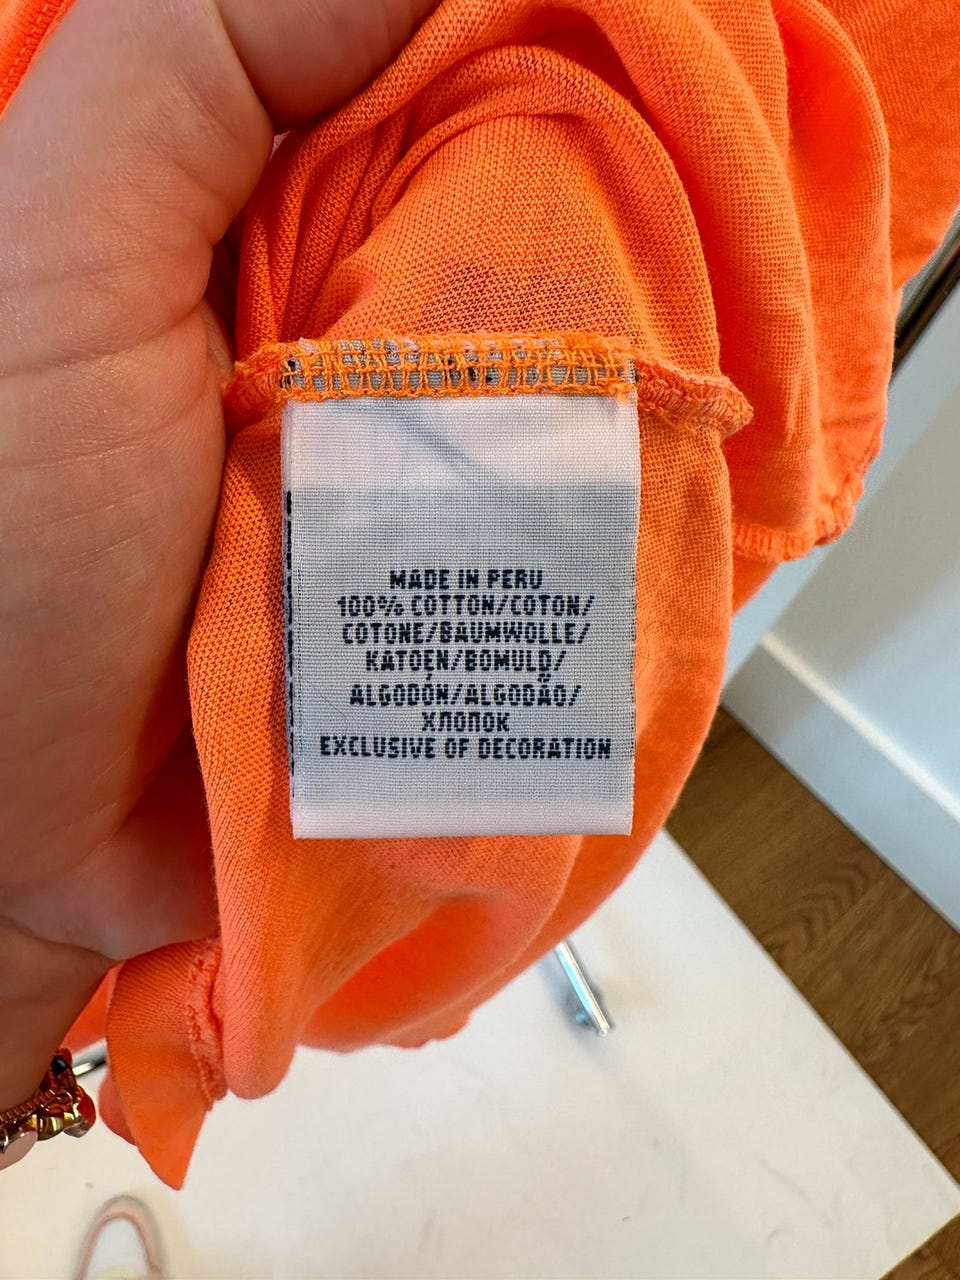 MADE IN PERU
100% COTTON/COTON/
COTONE/BAUMWOLLE/
KATOEN/BOMULD/
ALGODÓN/ALGODÃO/
ХЛОПОК
EXCLUSIVE OF DECORATION